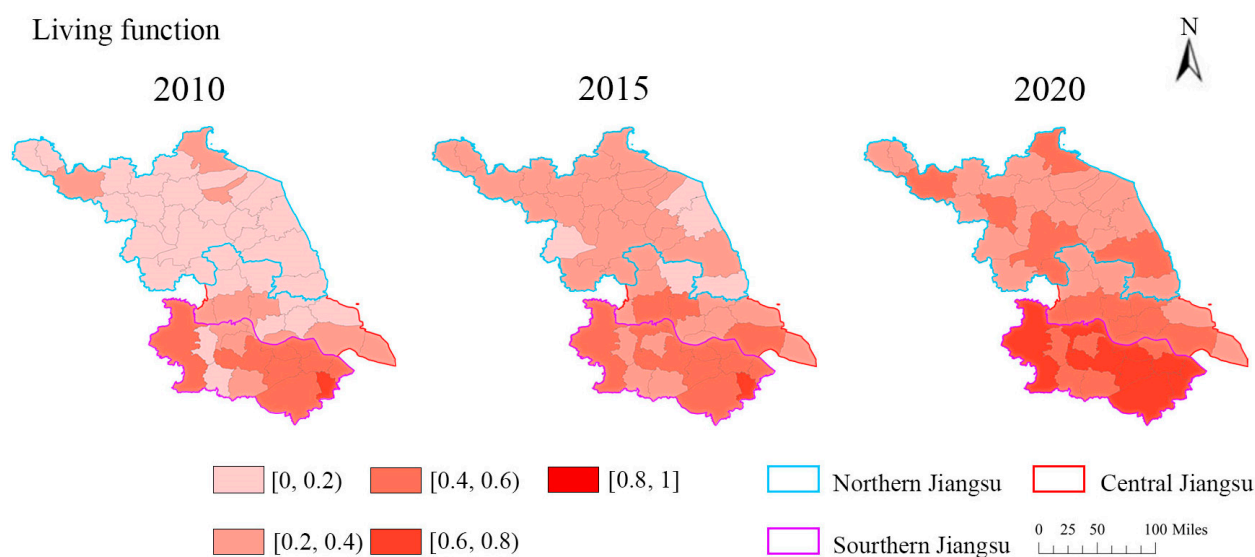 Living function
N
2010
2015
2020
[0, 0.2)
[0.4, 0.6)
[0.8, 1]
Northern Jiangsu
Central Jiangsu
[0.2, 0.4)
[0.6, 0.8)
Sourthern Jiangsu
0 25 50 100 Miles